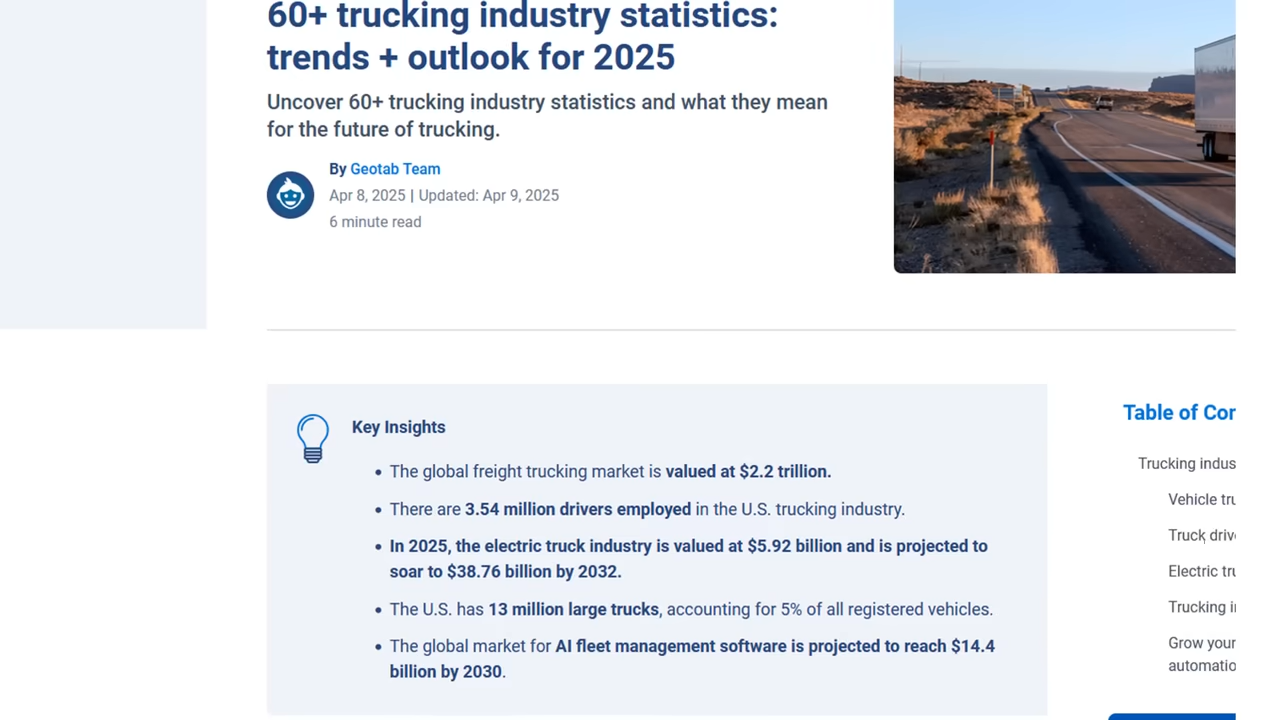 60+ trucking industry statistics:
trends + outlook for 2025
Uncover 60+ trucking industry statistics and what they mean
for the future of trucking.
By Geotab Team
Apr 8, 2025 | Updated: Apr 9, 2025
6 minute read
Key Insights
• The global freight trucking market is valued at $2.2 trillion.
• There are 3.54 million drivers employed in the U.S. trucking industry.
• In 2025, the electric truck industry is valued at $5.92 billion and is projected to
soar to $38.76 billion by 2032.
• The U.S. has 13 million large trucks, accounting for 5% of all registered vehicles.
• The global market for AI fleet management software is projected to reach $14.4
billion by 2030.
Table of
Trucking
Vehicle
Truck
Electric
Trucking
Grow your